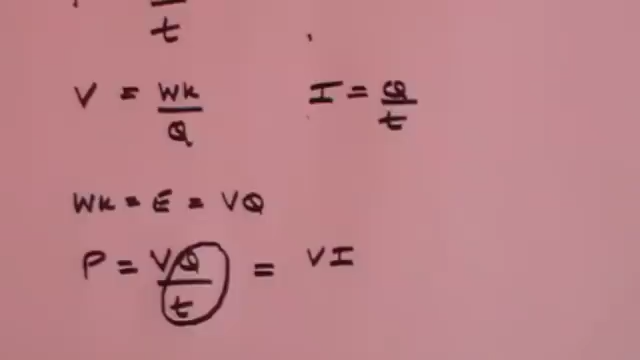 t
V = Wk/Q I = Q/t
Wk = E = VQ
P = VQ/t = VI